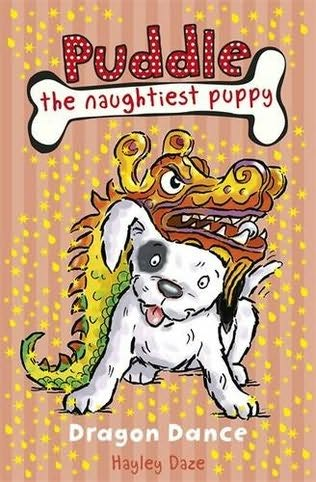 Puddle
the naughtiest puppy
Dragon Dance
Hayley Daze